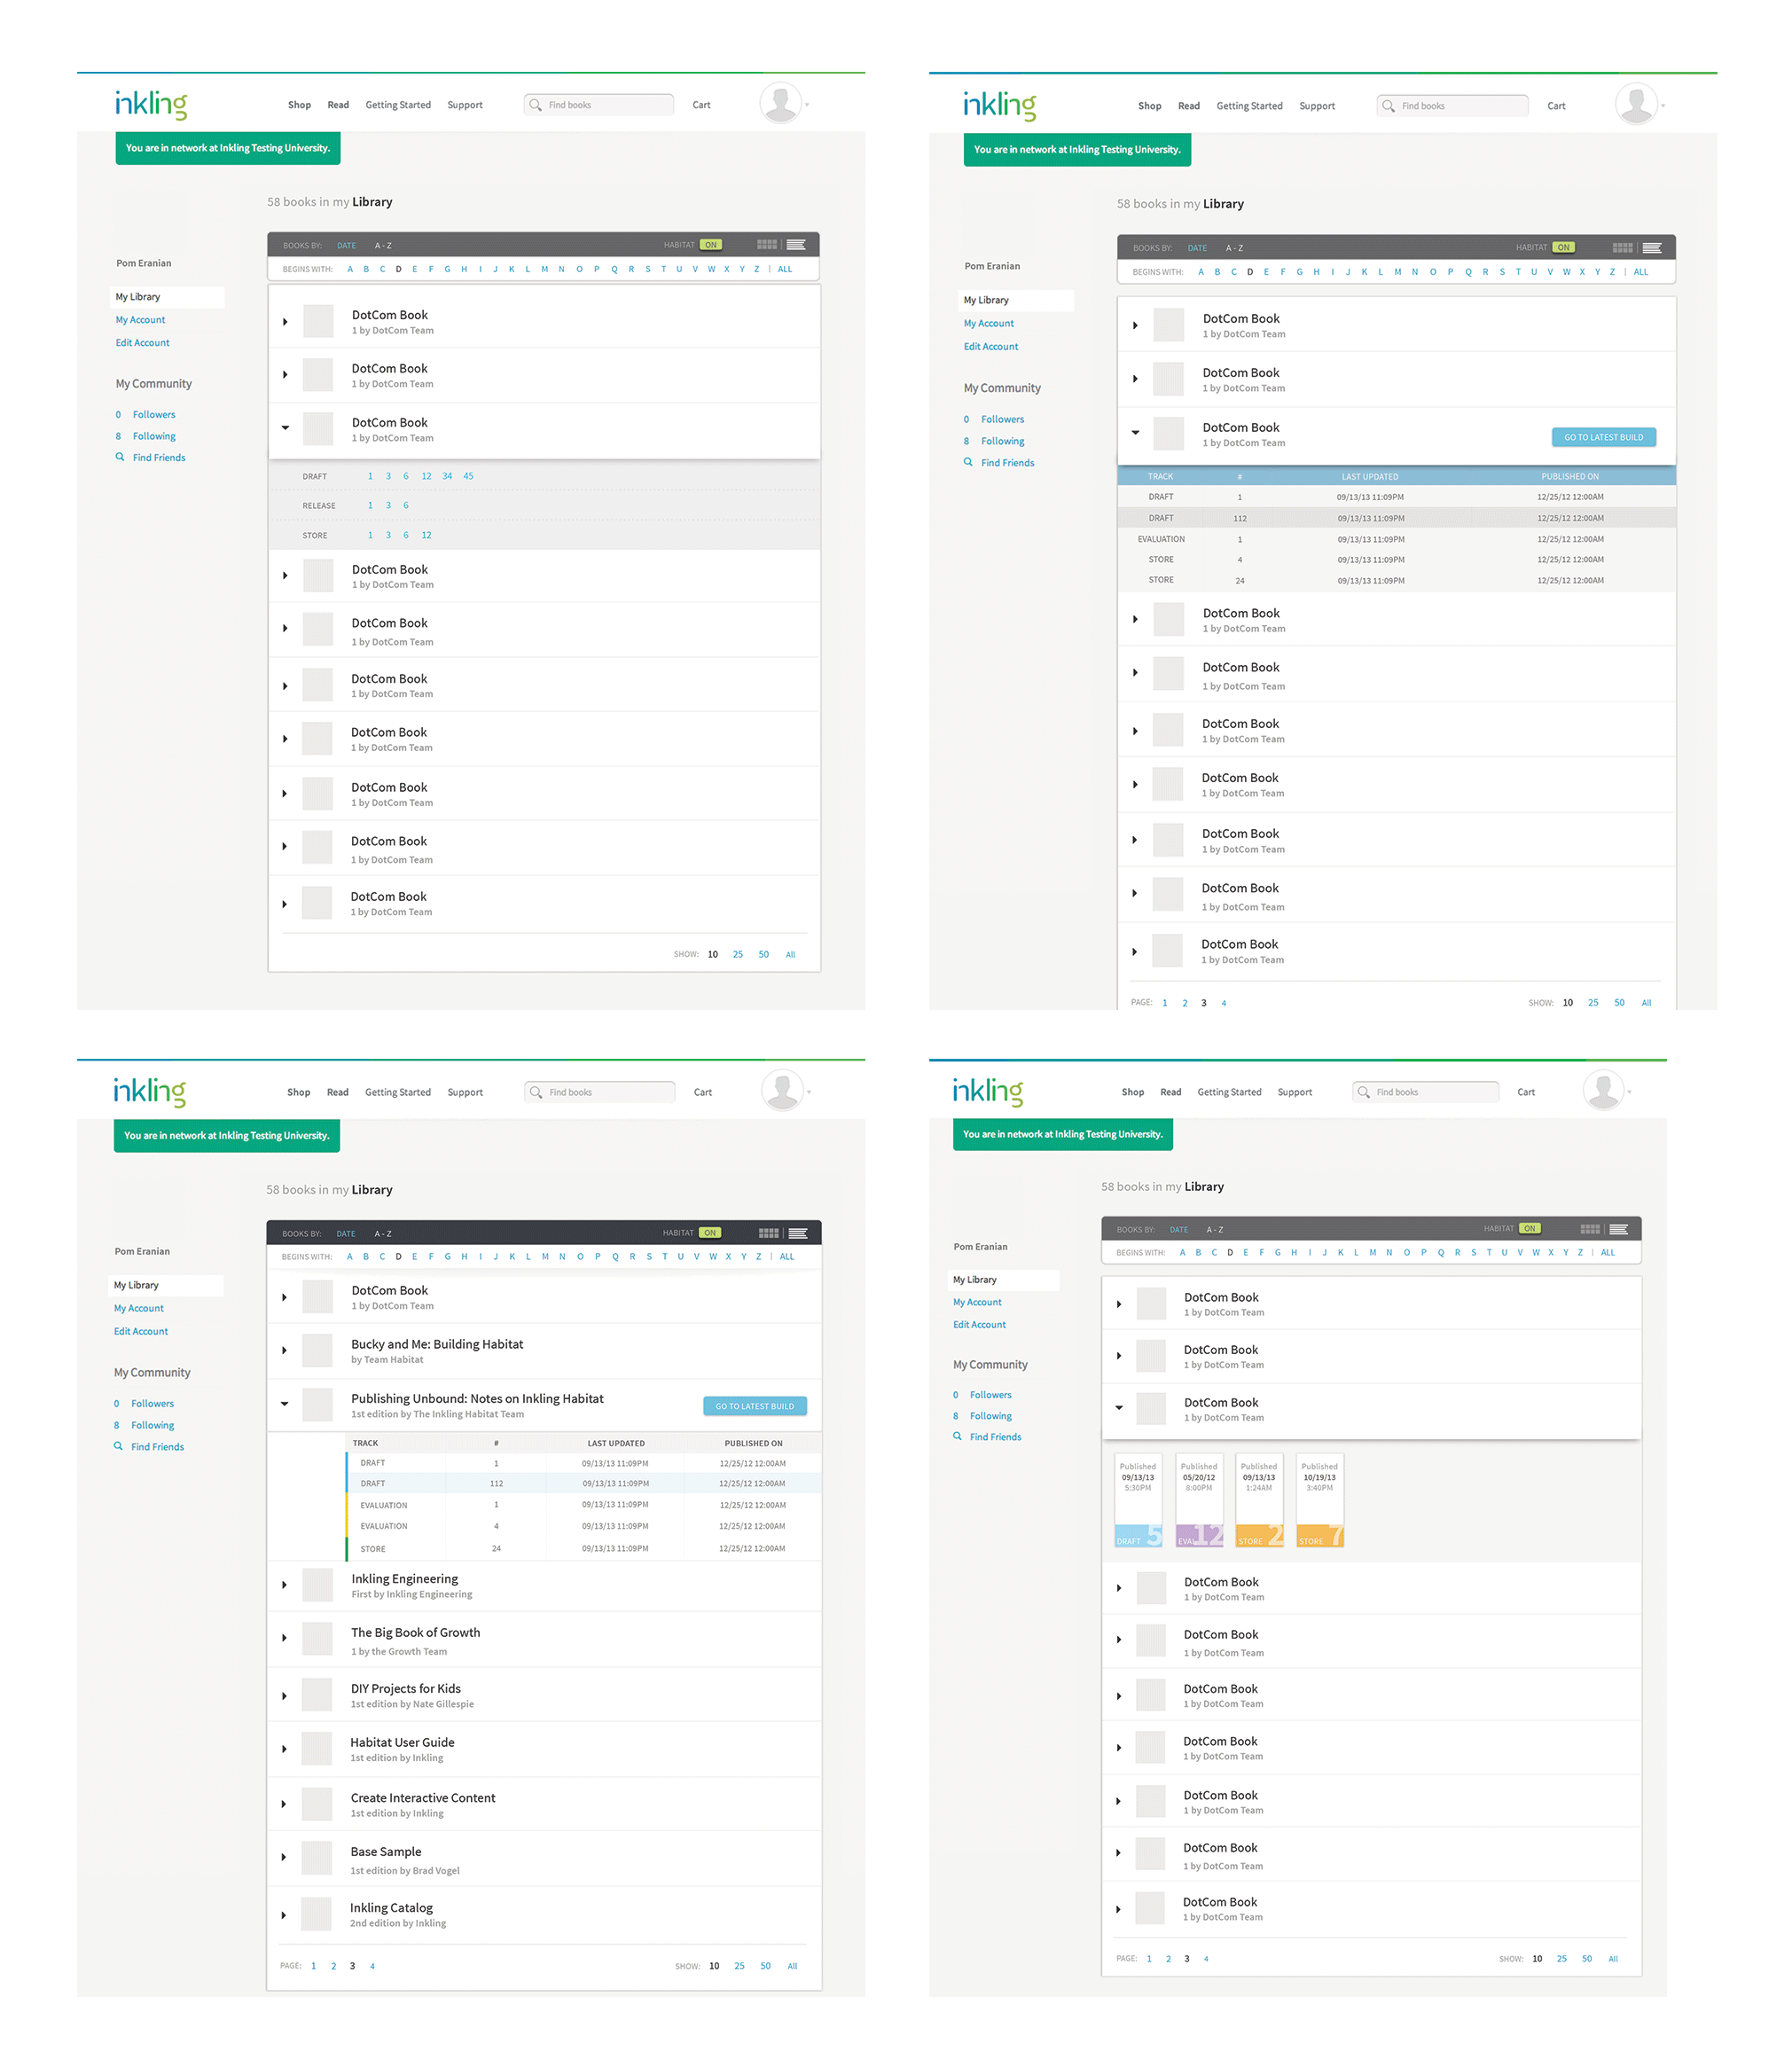 inkling
Shop Read Getting Started Support Find books Cart
You are in network at Inkling Testing University.
58 books in my Library
BOOKS BY: DATE A - Z HABITAT ON
BEGINS WITH: A B C D E F G H I J K L M N O P Q R S T U V W X Y Z | ALL
Pom Eranian
My Library
My Account
Edit Account
My Community
0 Followers
8 Following
Find Friends
DotCom Book
1 by DotCom Team
DotCom Book
1 by DotCom Team
DotCom Book
1 by DotCom Team
DRAFT 1 3 6 12 34 45
RELEASE 1 3 6
STORE 1 3 6 12
DotCom Book
1 by DotCom Team
DotCom Book
1 by DotCom Team
DotCom Book
1 by DotCom Team
DotCom Book
1 by DotCom Team
DotCom Book
1 by DotCom Team
DotCom Book
1 by DotCom Team
DotCom Book
1 by DotCom Team
SHOW: 10 25 50 All
inkling
Shop Read Getting Started Support Find books Cart
You are in network at Inkling Testing University.
58 books in my Library
BOOKS BY: DATE A - Z HABITAT ON
BEGINS WITH: A B C D E F G H I J K L M N O P Q R S T U V W X Y Z | ALL
Pom Eranian
My Library
My Account
Edit Account
My Community
0 Followers
8 Following
Find Friends
DotCom Book
1 by DotCom Team
DotCom Book
1 by DotCom Team
DotCom Book
1 by DotCom Team
GO TO LATEST BUILD
TRACK # LAST UPDATED PUBLISHED ON
DRAFT 1 09/13/13 11:09PM 12/25/12 12:00AM
DRAFT 112 09/13/13 11:09PM 12/25/12 12:00AM
EVALUATION 1 09/13/13 11:09PM 12/25/12 12:00AM
STORE 4 09/13/13 11:09PM 12/25/12 12:00AM
STORE 24 09/13/13 11:09PM 12/25/12 12:00AM
DotCom Book
1 by DotCom Team
DotCom Book
1 by DotCom Team
DotCom Book
1 by DotCom Team
DotCom Book
1 by DotCom Team
DotCom Book
1 by DotCom Team
DotCom Book
1 by DotCom Team
DotCom Book
1 by DotCom Team
PAGE: 1 2 3 4 SHOW: 10 25 50 All
inkling
Shop Read Getting Started Support Find books Cart
You are in network at Inkling Testing University.
58 books in my Library
BOOKS BY: DATE A - Z HABITAT ON
BEGINS WITH: A B C D E F G H I J K L M N O P Q R S T U V W X Y Z | ALL
Pom Eranian
My Library
My Account
Edit Account
My Community
0 Followers
8 Following
Find Friends
DotCom Book
1 by DotCom Team
Bucky and Me: Building Habitat
by Team Habitat
Publishing Unbound: Notes on Inkling Habitat
1st edition by The Inkling Habitat Team
GO TO LATEST BUILD
TRACK # LAST UPDATED PUBLISHED ON
DRAFT 1 09/13/13 11:09PM 12/25/12 12:00AM
DRAFT 112 09/13/13 11:09PM 12/25/12 12:00AM
EVALUATION 1 09/13/13 11:09PM 12/25/12 12:00AM
EVALUATION 4 09/13/13 11:09PM 12/25/12 12:00AM
STORE 24 09/13/13 11:09PM 12/25/12 12:00AM
Inkling Engineering
First by Inkling Engineering
The Big Book of Growth
1 by the Growth Team
DIY Projects for Kids
1st edition by Nate Gillespie
Habitat User Guide
1st edition by Inkling
Create Interactive Content
1st edition by Inkling
Base Sample
1st edition by Brad Vogel
Inkling Catalog
2nd edition by Inkling
PAGE: 1 2 3 4 SHOW: 10 25 50 All
inkling
Shop Read Getting Started Support Find books Cart
You are in network at Inkling Testing University.
58 books in my Library
BOOKS BY: DATE A - Z HABITAT ON
BEGINS WITH: A B C D E F G H I J K L M N O P Q R S T U V W X Y Z | ALL
Pom Eranian
My Library
My Account
Edit Account
My Community
0 Followers
8 Following
Find Friends
DotCom Book
1 by DotCom Team
DotCom Book
1 by DotCom Team
DotCom Book
1 by DotCom Team
Published Published Published Published
09/13/13 05/20/12 09/13/13 10/19/13
5:30PM 8:00PM 1:24AM 3:40PM
DRAFT 5 EVAL 12 STORE 2 STORE 7
DotCom Book
1 by DotCom Team
DotCom Book
1 by DotCom Team
DotCom Book
1 by DotCom Team
DotCom Book
1 by DotCom Team
DotCom Book
1 by DotCom Team
DotCom Book
1 by DotCom Team
DotCom Book
1 by DotCom Team
PAGE: 1 2 3 4 SHOW: 10 25 50 All